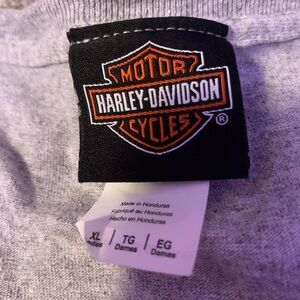 MOTOR
HARLEY-DAVIDSON
CYCLES
®
Made in Honduras
Fabriqué au Honduras
Hecho en Honduras
XL TG EG
Dames Damas